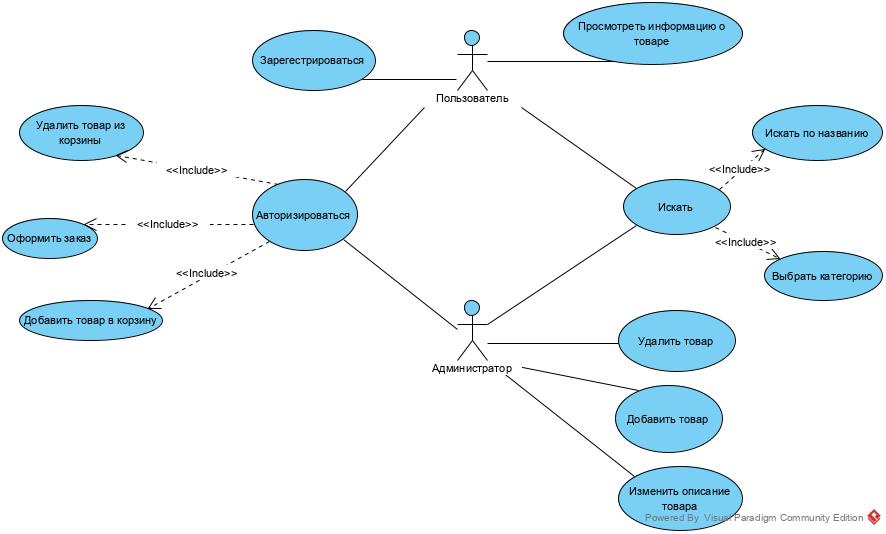 Просмотреть информацию о
товаре
Зарегестрироваться
Пользователь
Удалить товар из
корзины
Искать по названию
<<Include>>
<<Include>>
Авторизироваться
Искать
<<Include>>
Оформить заказ
<<Include>>
<<Include>>
Выбрать категорию
Добавить товар в корзину
Удалить товар
Администратор
Добавить товар
Изменить описание
товара
Powered By Visual Paradigm Community Edition